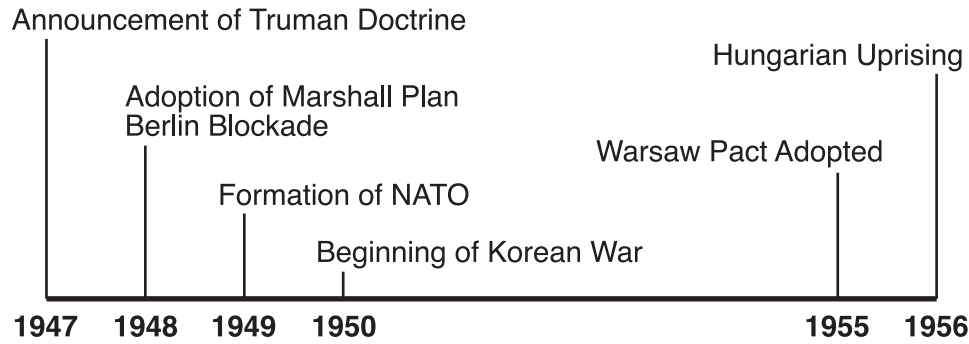 Announcement of Truman Doctrine
Hungarian Uprising
Adoption of Marshall Plan
Berlin Blockade
Warsaw Pact Adopted
Formation of NATO
Beginning of Korean War
1947 1948 1949 1950 1955 1956